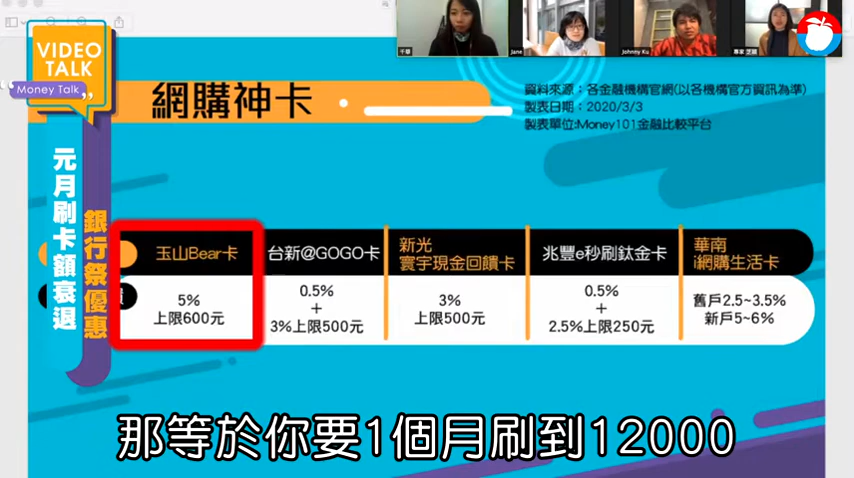 千華
Jane
Johnny Ku
專家 芝穎
VIDEO
TALK
Money Talk
網購神卡
資料來源：各金融機構官網(以各機構官方資訊為準)
製表日期：2020/3/3
製表單位:Money101金融比較平台
元月刷卡額衰退
銀行祭優惠
玉山Bear卡
5%
上限600元
台新@GOGO卡
0.5%
+
3%上限500元
新光
寰宇現金回饋卡
3%
上限500元
兆豐e秒刷鈦金卡
0.5%
+
2.5%上限250元
華南
i網購生活卡
舊戶2.5~3.5%
新戶5~6%
那等於你要1個月刷到12000